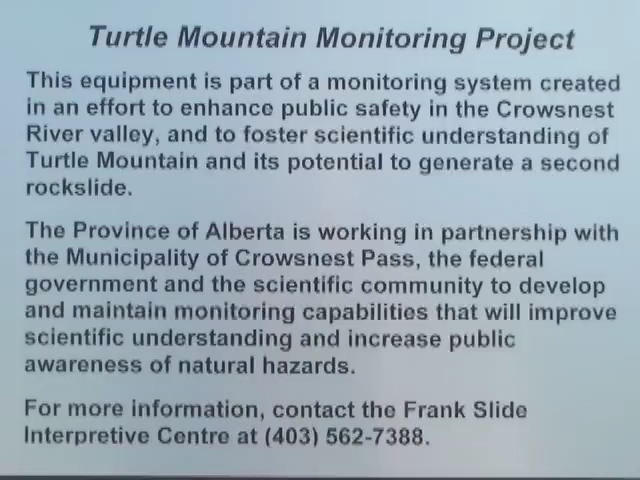 Turtle Mountain Monitoring Project
This equipment is part of a monitoring system created
in an effort to enhance public safety in the Crowsnest
River valley, and to foster scientific understanding of
Turtle Mountain and its potential to generate a second
rockslide.
The Province of Alberta is working in partnership with
the Municipality of Crowsnest Pass, the federal
government and the scientific community to develop
and maintain monitoring capabilities that will improve
scientific understanding and increase public
awareness of natural hazards.
For more information, contact the Frank Slide
Interpretive Centre at (403) 562-7388.